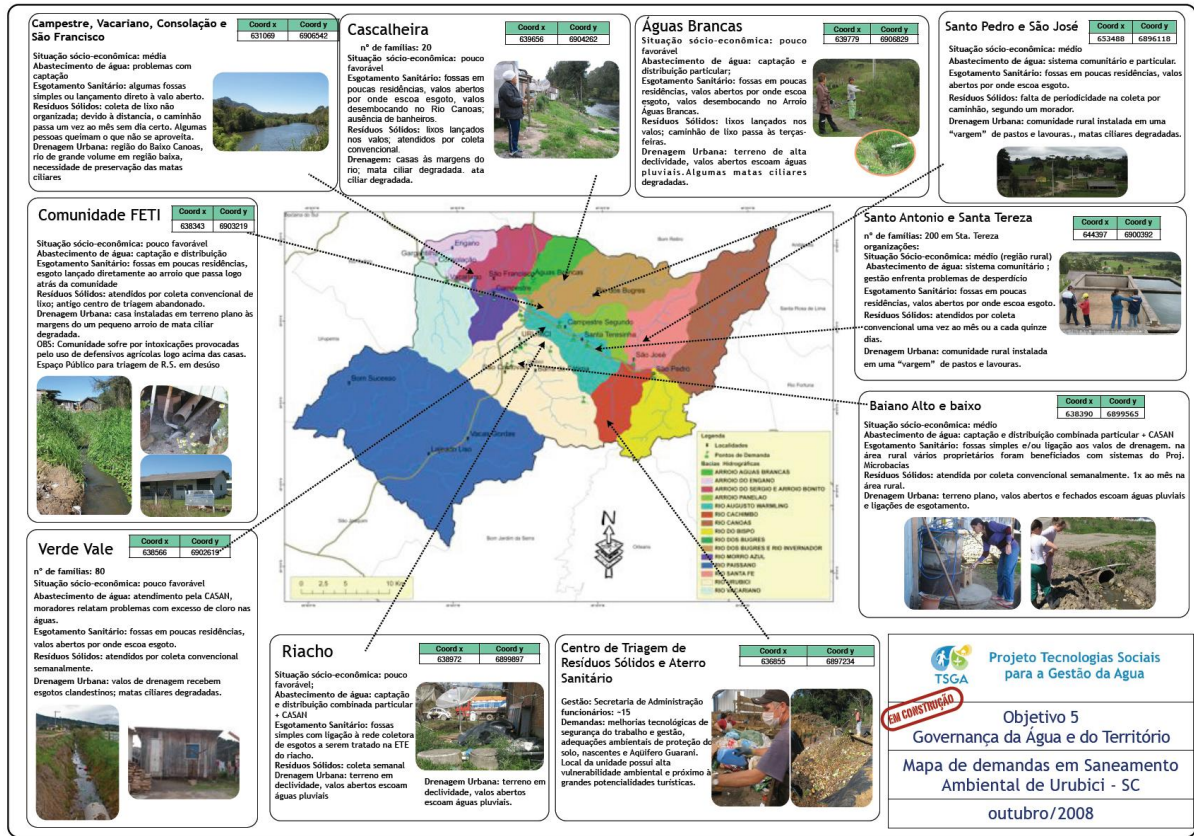 Campestre, Vacariano, Consolação e
São Francisco
Coord x Coord y
631069 6906542
Situação sócio-econômica: média
Abastecimento de água: problemas com
captação
Esgotamento Sanitário: algumas fossas
simples ou lançamento direto à valo aberto.
Resíduos Sólidos: coleta de lixo não
organizada; devido à distancia, o caminhão
passa um vez ao mês sem dia certo. Algumas
pessoas queimam o que não se aproveita.
Drenagem Urbana: região do Baixo Canoas,
rio de grande volume em região baixa,
necessidade de preservação das matas
ciliares
Cascalheira
Coord x Coord y
639656 6904262
nº de famílias: 20
Situação sócio-econômica: pouco
favorável
Esgotamento Sanitário: fossas em
poucas residências, valos abertos
por onde escoa esgoto, valos
desembocando no Rio Canoas;
ausência de banheiros.
Resíduos Sólidos: lixos lançados
nos valos; atendidos por coleta
convencional.
Drenagem: casas às margens do
rio; mata ciliar degradada. ata
ciliar degradada.
Águas Brancas
Coord x Coord y
639779 6906829
Situação sócio-econômica: pouco
favorável
Abastecimento de água: captação e
distribuição particular;
Esgotamento Sanitário: fossas em poucas
residências, valos abertos por onde escoa
esgoto, valos desembocando no Arroio
Águas Brancas.
Resíduos Sólidos: lixos lançados nos
valos; caminhão de lixo passa às terças-
feiras.
Drenagem Urbana: terreno de alta
declividade, valos abertos escoam águas
pluviais.Algumas matas ciliares
degradadas.
Santo Pedro e São José
Coord x Coord y
653488 6896118
Situação sócio-econômica: médio
Abastecimento de água: sistema comunitário e particular.
Esgotamento Sanitário: fossas em poucas residências, valos
abertos por onde escoa esgoto.
Resíduos Sólidos: falta de periodicidade na coleta por
caminhão, segundo um morador.
Drenagem Urbana: comunidade rural instalada em uma
“vargem” de pastos e lavouras., matas ciliares degradadas.
Comunidade FETI
Coord x Coord y
638343 6903219
Situação sócio-econômica: pouco favorável
Abastecimento de água: captação e distribuição
Esgotamento Sanitário: fossas em poucas residências,
esgoto lançado diretamente ao arroio que passa logo
atrás da comunidade
Resíduos Sólidos: atendidos por coleta convencional de
lixo; antigo centro de triagem abandonado.
Drenagem Urbana: casa instaladas em terreno plano às
margens do um pequeno arroio de mata ciliar
degradada.
OBS: Comunidade sofre por intoxicações provocadas
pelo uso de defensivos agrícolas logo acima das casas.
Espaço Público para triagem de R.S. em desúso
Santo Antonio e Santa Tereza
Coord x Coord y
644397 6900392
nº de famílias: 200 em Sta. Tereza
organizações:
Situação Sócio-econômica: médio (região rural)
Abastecimento de água: sistema comunitário ;
gestão enfrenta problemas de desperdício
Esgotamento Sanitário: fossas em poucas
residências, valos abertos por onde escoa esgoto.
Resíduos Sólidos: atendidos por coleta
convencional uma vez ao mês ou a cada quinze
dias.
Drenagem Urbana: comunidade rural instalada
em uma “vargem” de pastos e lavouras.
Bocaina do Sul
Bom Retiro
Engano
Consolação
Vacariano
São Francisco
Campestre
Águas Brancas
Rio dos Bugres
Campestre Segundo
Santa Terezinha
São José
São Pedro
Urupema
Bom Sucesso
Vacas Gordas
Lajeado Liso
Santa Rosa de Lima
Rio Fortuna
São Joaquim
Bom Jardim da Serra
Orleans
N
0 2,5 5 10 Km
Legenda
Localidades
Pontos de Demanda
Bacias Hidrográficas
ARROIO AGUAS BRANCAS
ARROIO DO ENGANO
ARROIO DO SERGIO E ARROIO BONITO
ARROIO PANELAO
RIO AUGUSTO WARMLING
RIO CACHIMBO
RIO CANOAS
RIO DO BISPO
RIO DOS BUGRES
RIO DOS BUGRES E RIO INVERNADOR
RIO MORRO AZUL
RIO PAISSANO
RIO SANTA FE
RIO URUBICI
RIO VACARIANO
Baiano Alto e baixo
Coord x Coord y
638390 6899565
Situação sócio-econômica: médio
Abastecimento de água: captação e distribuição combinada particular + CASAN
Esgotamento Sanitário: fossas simples e/ou ligação aos valos de drenagem. na
área rural vários proprietários foram beneficiados com sistemas do Proj.
Microbacias
Resíduos Sólidos: atendida por coleta convencional semanalmente. 1x ao mês na
área rural.
Drenagem Urbana: terreno plano, valos abertos e fechados escoam águas pluviais
e ligações de esgotamento.
Verde Vale
Coord x Coord y
638566 6902619
nº de famílias: 80
Situação sócio-econômica: pouco favorável
Abastecimento de água: atendimento pela CASAN,
moradores relatam problemas com excesso de cloro nas
águas.
Esgotamento Sanitário: fossas em poucas residências,
valos abertos por onde escoa esgoto.
Resíduos Sólidos: atendidos por coleta convencional
semanalmente.
Drenagem Urbana: valos de drenagem recebem
esgotos clandestinos; matas ciliares degradadas.
Riacho
Coord x Coord y
638972 6899897
Situação sócio-econômica: pouco
favorável;
Abastecimento de água: captação
e distribuição combinada particular
+ CASAN
Esgotamento Sanitário: fossas
simples com ligação à rede coletora
de esgotos a serem tratado na ETE
do riacho.
Resíduos Sólidos: coleta semanal
Drenagem Urbana: terreno em
declividade, valos abertos escoam
águas pluviais
Drenagem Urbana: terreno em
declividade, valos abertos
escoam águas pluviais.
Centro de Triagem de
Resíduos Sólidos e Aterro
Sanitário
Coord x Coord y
636855 6897234
Gestão: Secretaria de Administração
funcionários: ~15
Demandas: melhorias tecnológicas de
segurança do trabalho e gestão,
adequações ambientais de proteção do
solo, nascentes e Aqüífero Guarani.
Local da unidade possui alta
vulnerabilidade ambiental e próximo à
grandes potencialidades turísticas.
TSGA
Projeto Tecnologias Sociais
para a Gestão da Agua
EM CONSTRUÇÃO
Objetivo 5
Governança da Água e do Território
Mapa de demandas em Saneamento
Ambiental de Urubici - SC
outubro/2008